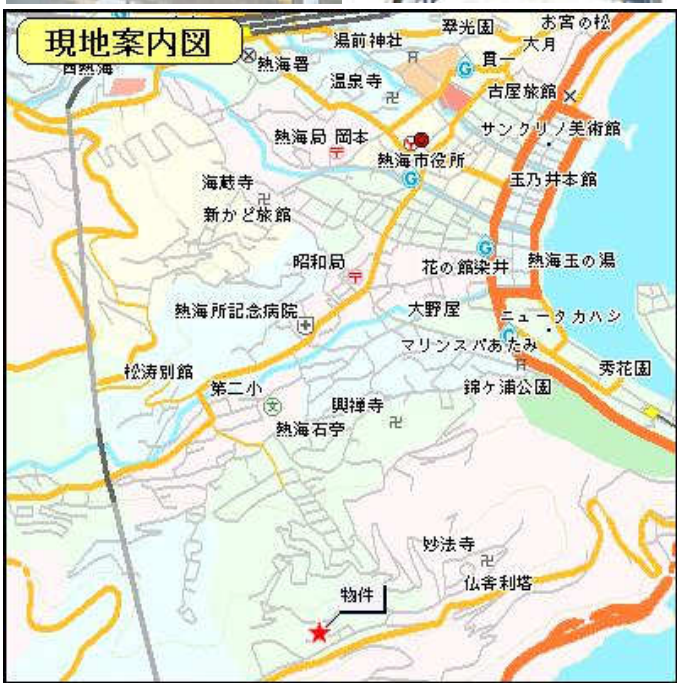 現地案内図
翠光園
お宮の松
湯前神社
大月
西熱海
熱海署
貫一
温泉寺
古屋旅館
サンクリノ美術館
熱海局 岡本
熱海市役所
海蔵寺
玉乃井本館
新かど旅館
昭和局
花の館染井
熱海玉の湯
熱海所記念病院
大野屋
ニュータカハシ
マリンスパあたみ
松涛別館
秀花園
第二小
錦ケ浦公園
興禅寺
熱海石亭
妙法寺
仏舎利塔
物件